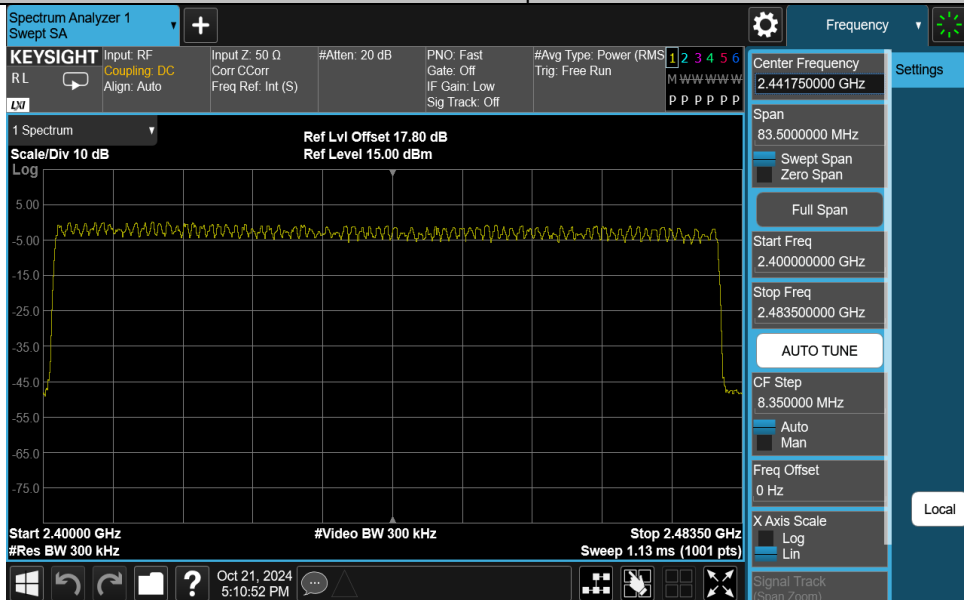 Spectrum Analyzer 1
Swept SA
Frequency
KEYSIGHT
R L
LXI
Input: RF
Coupling: DC
Align: Auto
Input Z: 50 Ω
Corr CCorr
Freq Ref: Int (S)
#Atten: 20 dB
PNO: Fast
Gate: Off
IF Gain: Low
Sig Track: Off
#Avg Type: Power (RMS
Trig: Free Run
1 2 3 4 5 6
M W W W W W
P P P P P P
1 Spectrum
Scale/Div 10 dB
Log
Ref Lvl Offset 17.80 dB
Ref Level 15.00 dBm
5.00
-5.00
-15.0
-25.0
-35.0
-45.0
-55.0
-65.0
-75.0
Start 2.40000 GHz
#Res BW 300 kHz
#Video BW 300 kHz
Stop 2.48350 GHz
Sweep 1.13 ms (1001 pts)
Center Frequency
2.441750000 GHz
Span
83.5000000 MHz
Swept Span
Zero Span
Full Span
Start Freq
2.400000000 GHz
Stop Freq
2.483500000 GHz
AUTO TUNE
CF Step
8.350000 MHz
Auto
Man
Freq Offset
0 Hz
X Axis Scale
Log
Lin
Signal Track
(Span Zoom)
Settings
Local
?
Oct 21, 2024
5:10:52 PM